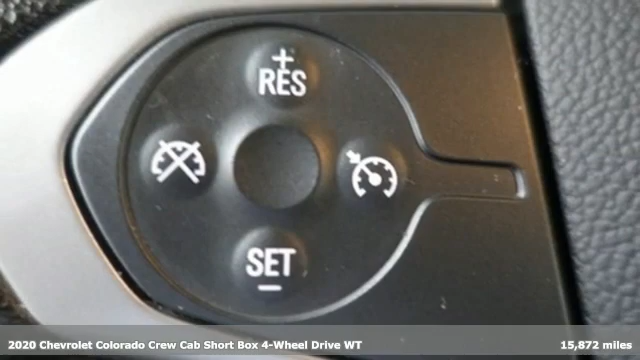 +
RES
SET
−
2020 Chevrolet Colorado Crew Cab Short Box 4-Wheel Drive WT
15,872 miles